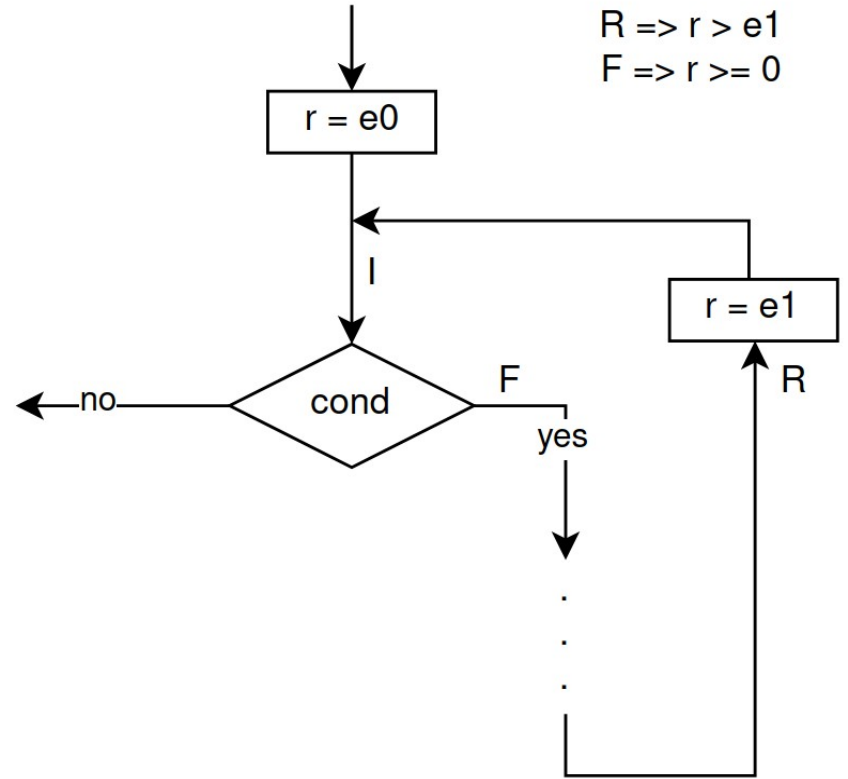 R => r > e1
F => r >= 0
r = e0
I
r = e1
cond
F
R
no
yes
.
.
.